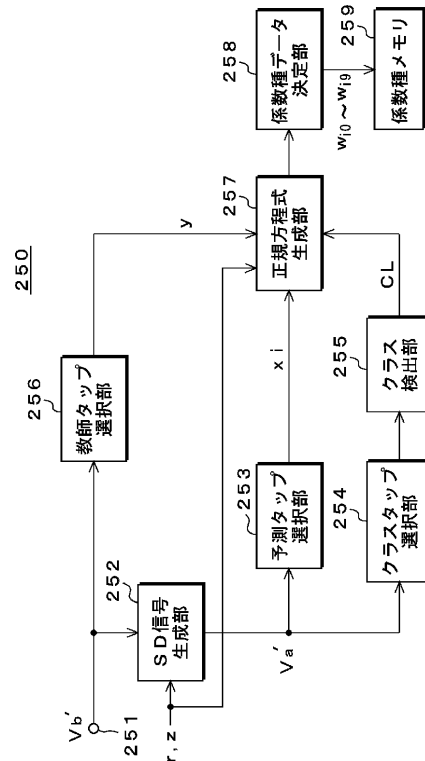 250
Vb'
251
r, z
252
SD信号
生成部
256
教師タップ
選択部
y
Va'
253
予測タップ
選択部
xi
254
クラスタップ
選択部
255
クラス
検出部
CL
257
正規方程式
生成部
258
係数種データ
決定部
wi0～wi9
259
係数種メモリ